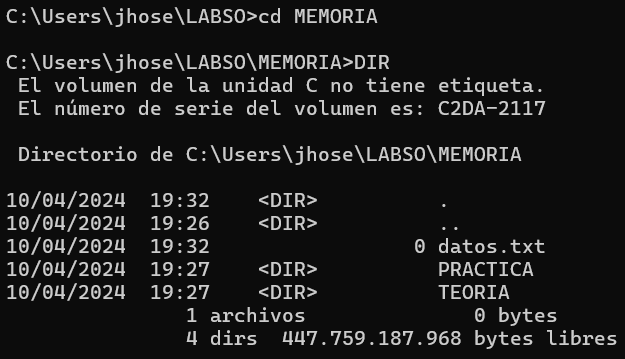 C:\Users\jhose\LABSO>cd MEMORIA
C:\Users\jhose\LABSO\MEMORIA>DIR
 El volumen de la unidad C no tiene etiqueta.
 El número de serie del volumen es: C2DA-2117
 Directorio de C:\Users\jhose\LABSO\MEMORIA
10/04/2024  19:32    <DIR>          .
10/04/2024  19:26    <DIR>          ..
10/04/2024  19:32                 0 datos.txt
10/04/2024  19:27    <DIR>          PRACTICA
10/04/2024  19:27    <DIR>          TEORIA
               1 archivos              0 bytes
               4 dirs  447.759.187.968 bytes libres